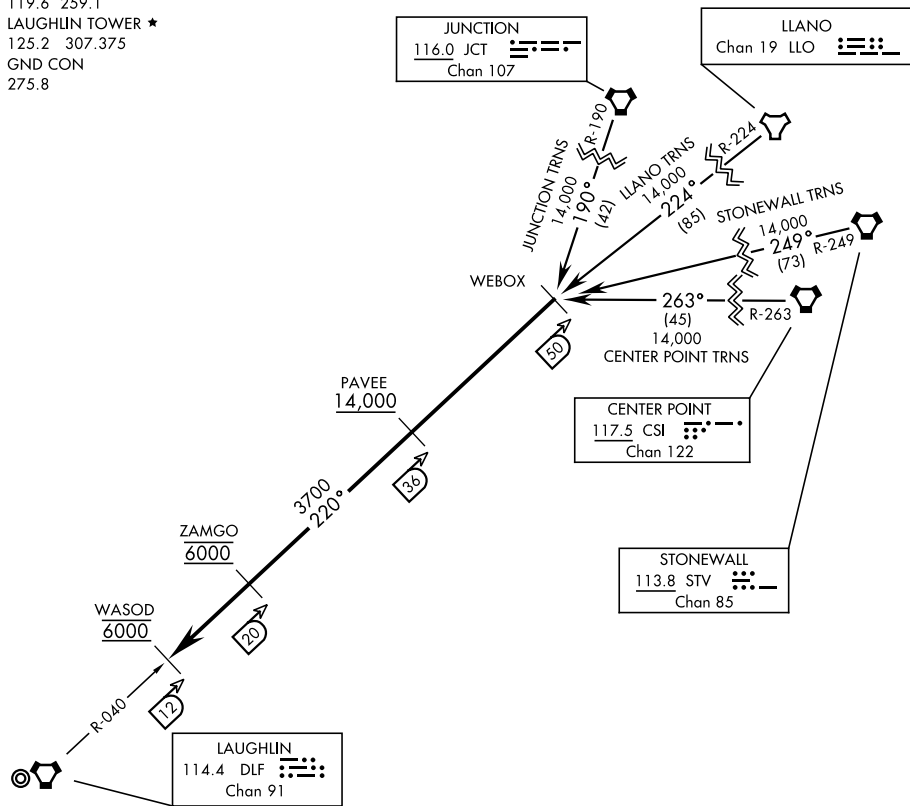 119.6 259.1
LAUGHLIN TOWER ★
125.2 307.375
GND CON
275.8
JUNCTION
116.0 JCT
Chan 107
LLANO
Chan 19 LLO
R-190
R-224
JUNCTION TRNS
14,000
190°
(42)
LLANO TRNS
14,000
224°
(85)
STONEWALL TRNS
14,000
249°
(73)
R-249
WEBOX
263°
(45)
14,000
R-263
CENTER POINT TRNS
50
PAVEE
14,000
36
CENTER POINT
117.5 CSI
Chan 122
3700
220°
ZAMGO
6000
20
STONEWALL
113.8 STV
Chan 85
WASOD
6000
12
R-040
LAUGHLIN
114.4 DLF
Chan 91